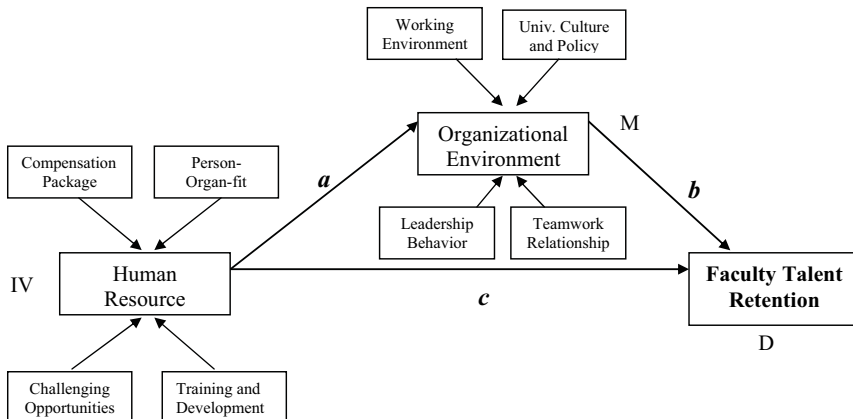 Working
Environment
Univ. Culture
and Policy
Organizational
Environment
M
Compensation
Package
Person-
Organ-fit
a
b
Leadership
Behavior
Teamwork
Relationship
IV
Human
Resource
c
Faculty Talent
Retention
D
Challenging
Opportunities
Training and
Development